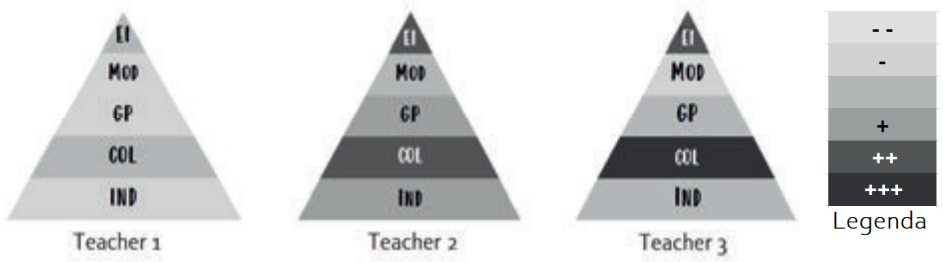 EI
MOD
GP
COL
IND
Teacher 1
EI
MOD
GP
COL
IND
Teacher 2
EI
MOD
GP
COL
IND
Teacher 3
- -
-
+
++
+++
Legenda